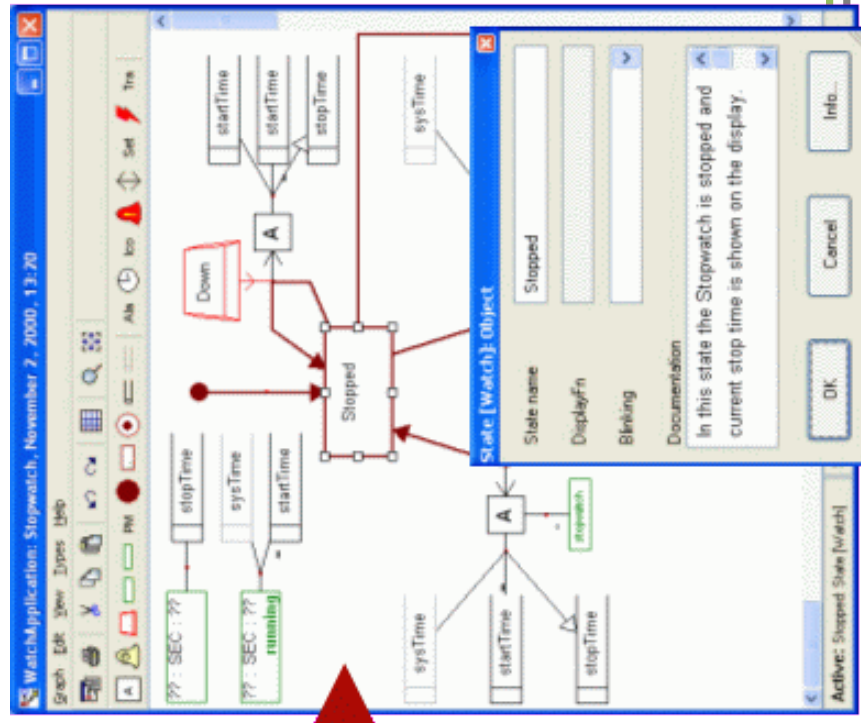 WatchApplication: Stopwatch, November 2, 2000, 13:20
Graph Edit View Types Help
A
PM
Ala
Ico
Set
Tra
?? : SEC : ??
stopTime
?? : SEC : ??
running
sysTime
startTime
Down
A
startTime
startTime
stopTime
Stopped
sysTime
sysTime
startTime
stopTime
A
stopwatch
State [Watch]: Object
State name
Stopped
DisplayFn
Blinking
Documentation
In this state the Stopwatch is stopped and
current stop time is shown on the display.
OK
Cancel
Info...
Active: Stopped: State [Watch]